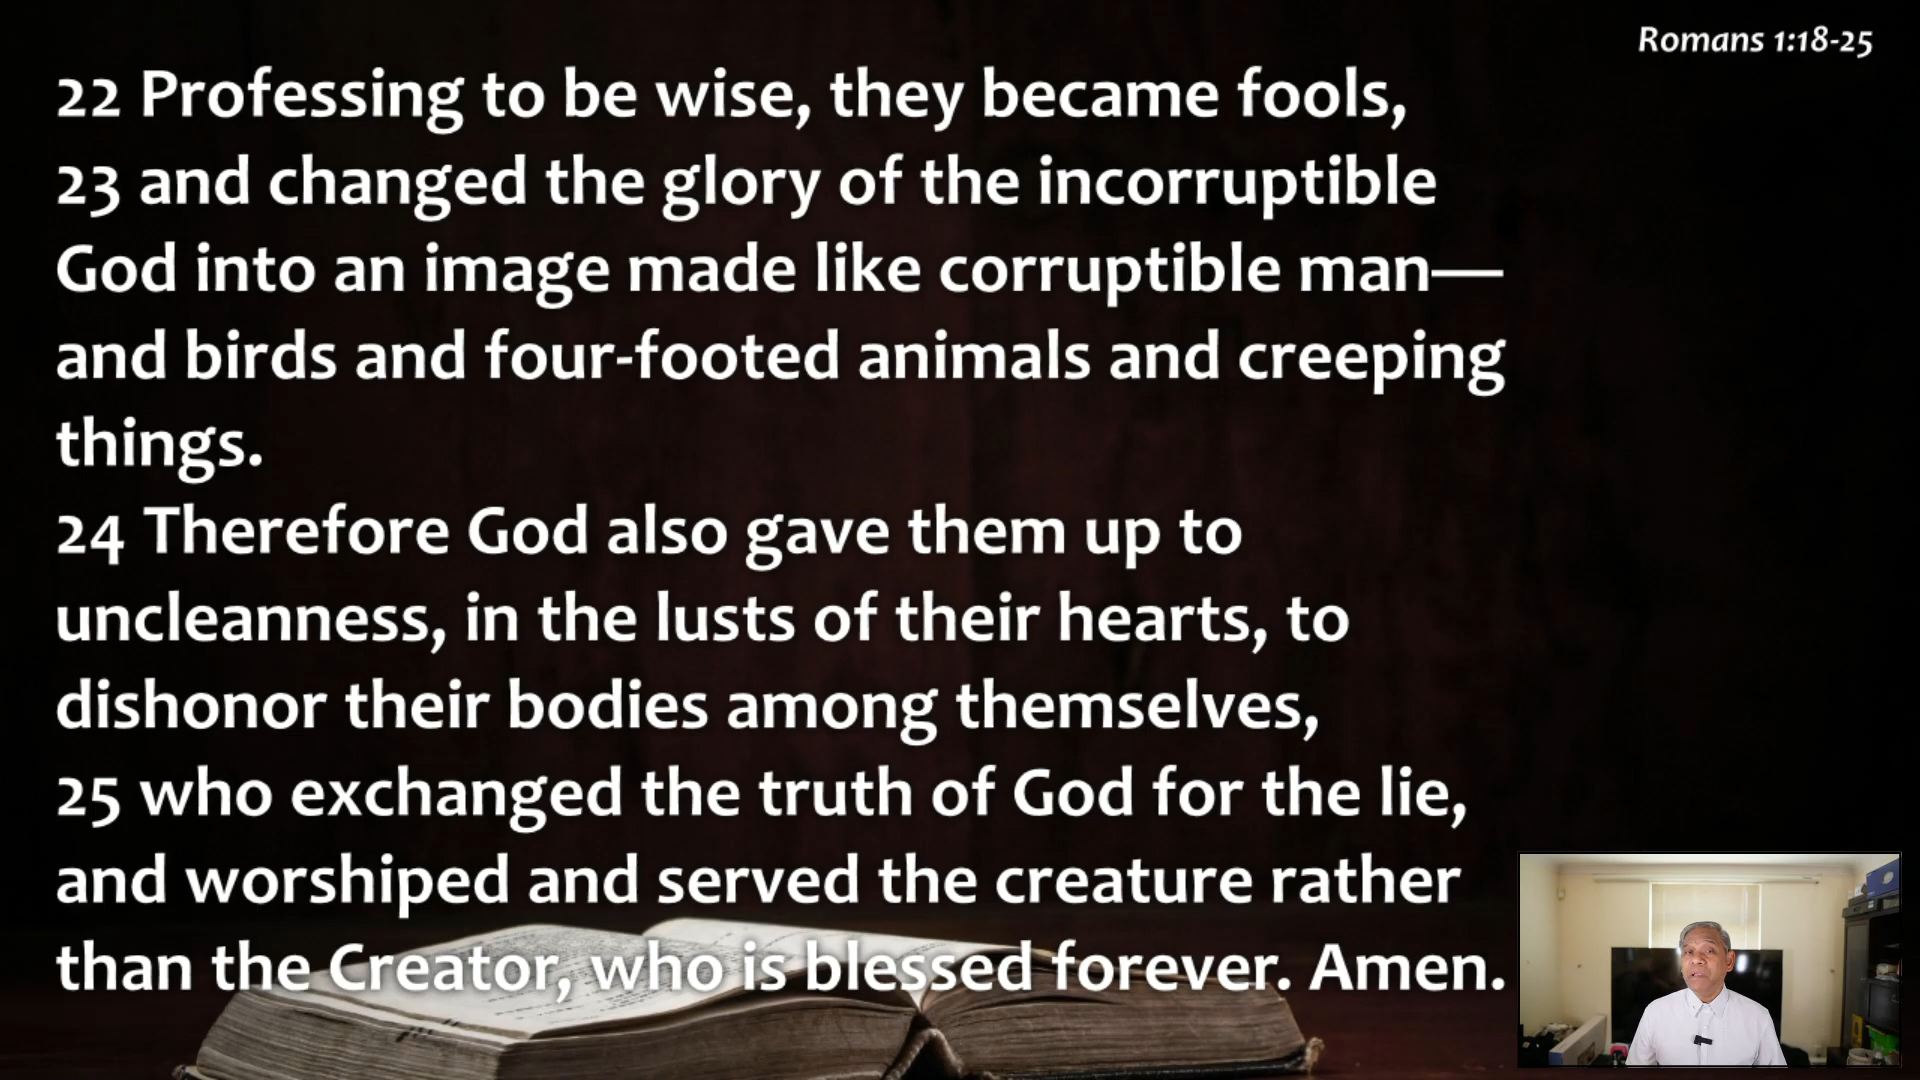 Romans 1:18-25
22 Professing to be wise, they became fools,
23 and changed the glory of the incorruptible
God into an image made like corruptible man—
and birds and four-footed animals and creeping
things.
24 Therefore God also gave them up to
uncleanness, in the lusts of their hearts, to
dishonor their bodies among themselves,
25 who exchanged the truth of God for the lie,
and worshiped and served the creature rather
than the Creator, who is blessed forever. Amen.